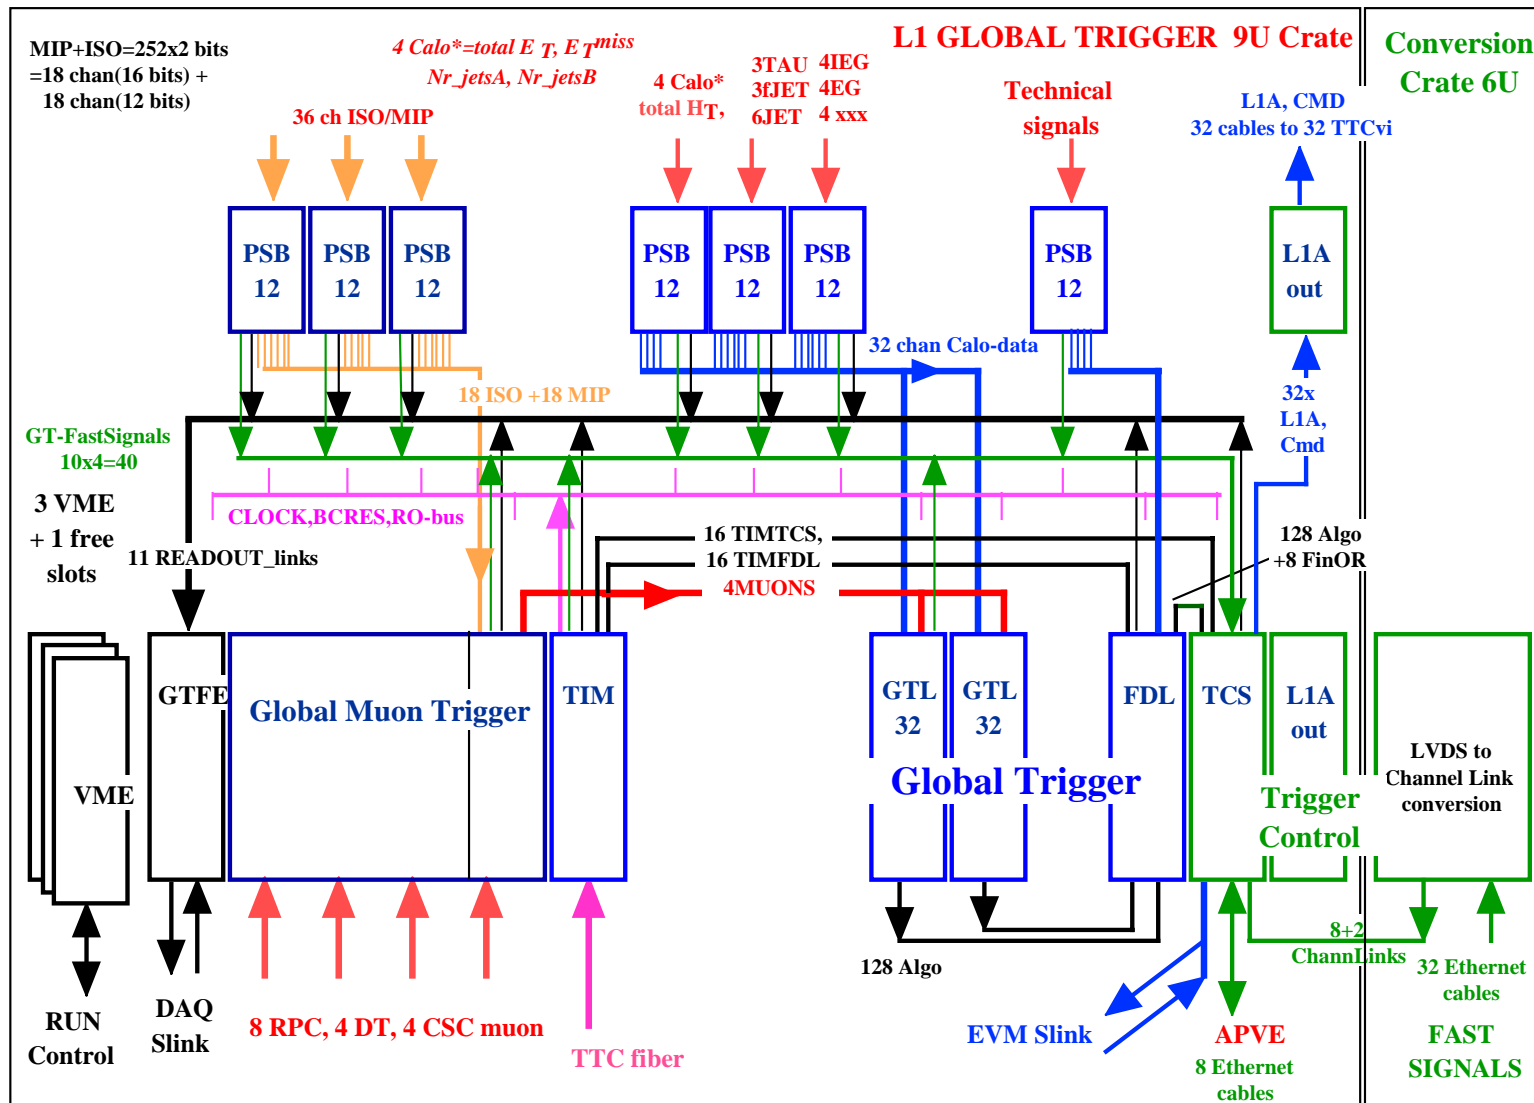 L1 GLOBAL TRIGGER 9U Crate
Conversion
Crate 6U
MIP+ISO=252x2 bits
=18 chan(16 bits) +
18 chan(12 bits)
4 Calo*=total E T, E T miss
Nr_jetsA, Nr_jetsB
36 ch ISO/MIP
4 Calo*
total HT,
3TAU
3fJET
6JET
4IEG
4EG
4 xxx
Technical
signals
L1A, CMD
32 cables to 32 TTCvi
PSB
12
PSB
12
PSB
12
PSB
12
PSB
12
PSB
12
PSB
12
L1A
out
32 chan Calo-data
18 ISO +18 MIP
32x
L1A,
Cmd
GT-FastSignals
10x4=40
3 VME
+ 1 free
slots
CLOCK,BCRES,RO-bus
11 READOUT_links
16 TIMTCS,
16 TIMFDL
4MUONS
128 Algo
+8 FinOR
VME
GTFE
Global Muon Trigger
TIM
GTL
32
GTL
32
FDL
TCS
L1A
out
Global Trigger
Trigger
Control
LVDS to
Channel Link
conversion
128 Algo
8+2
ChannLinks
32 Ethernet
cables
RUN
Control
DAQ
Slink
8 RPC, 4 DT, 4 CSC muon
TTC fiber
EVM Slink
APVE
8 Ethernet
cables
FAST
SIGNALS